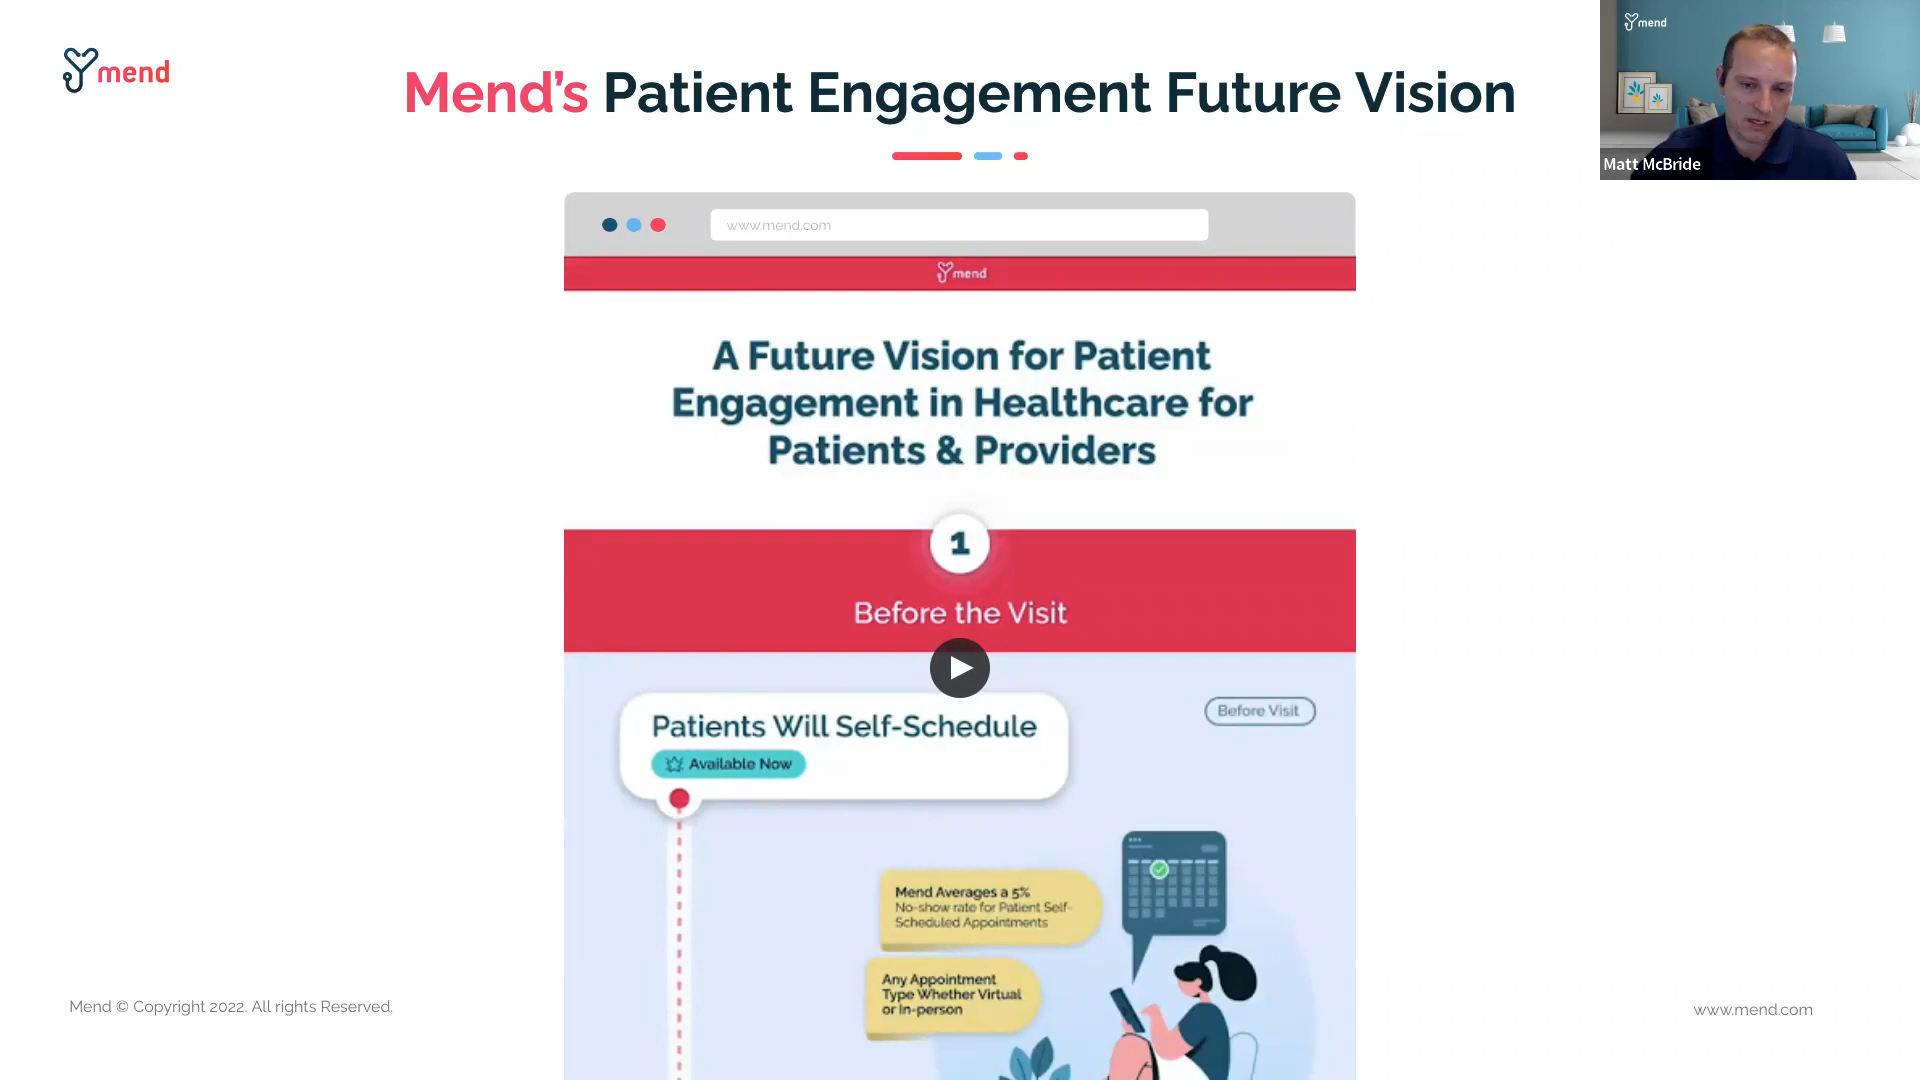 mend
Mend's Patient Engagement Future Vision
mend
Matt McBride
www.mend.com
mend
A Future Vision for Patient
Engagement in Healthcare for
Patients & Providers
1
Before the Visit
Patients Will Self-Schedule
Available Now
Before Visit
Mend Averages a 5%
No-show rate for Patient Self-
Scheduled Appointments
Any Appointment
Type Whether Virtual
or In-person
Mend © Copyright 2022. All rights Reserved.
www.mend.com